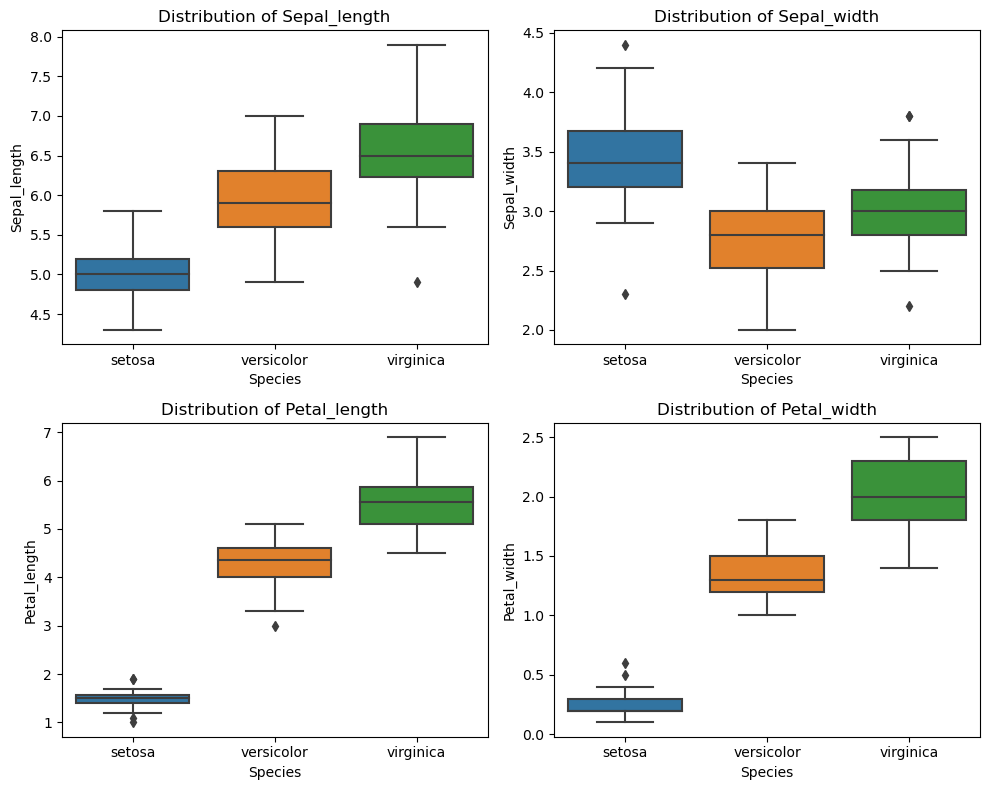 Distribution of Sepal_length
Sepal_length
8.0
7.5
7.0
6.5
6.0
5.5
5.0
4.5
setosa versicolor virginica
Species
Distribution of Sepal_width
Sepal_width
4.5
4.0
3.5
3.0
2.5
2.0
setosa versicolor virginica
Species
Distribution of Petal_length
Petal_length
7
6
5
4
3
2
1
setosa versicolor virginica
Species
Distribution of Petal_width
Petal_width
2.5
2.0
1.5
1.0
0.5
0.0
setosa versicolor virginica
Species